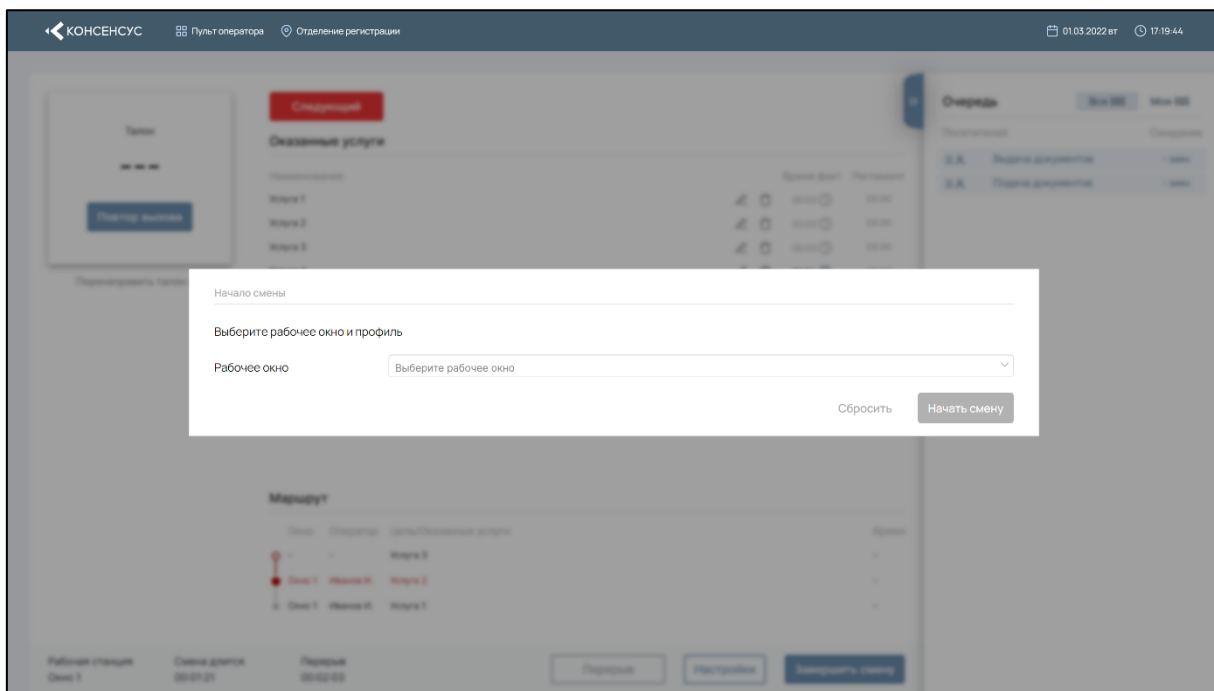 КОНСЕНСУС Пульт оператора Отделение регистрации 01.03.2022 вт 17:19:44
Следующий
Очередь Все Мои
Талон
Оказанные услуги
Посетителей Ожидание
---
Выдача документов
Наименование Время факт Регламент
Подача документов
Услуга 1
Повтор вызова
Услуга 2
Услуга 3
Перенаправить талон
Начало смены
Выберите рабочее окно и профиль
Рабочее окно Выберите рабочее окно
Сбросить Начать смену
Маршрут
Окно Оператор Цель/Оказанные услуги Время
- - Услуга 3 -
Окно 1 Иванов И. Услуга 2 -
Окно 1 Иванов И. Услуга 1 -
Рабочая станция Смена длится Перерыв
Перерыв Настройки Завершить смену
Окно 1 00:01:21 00:02:03